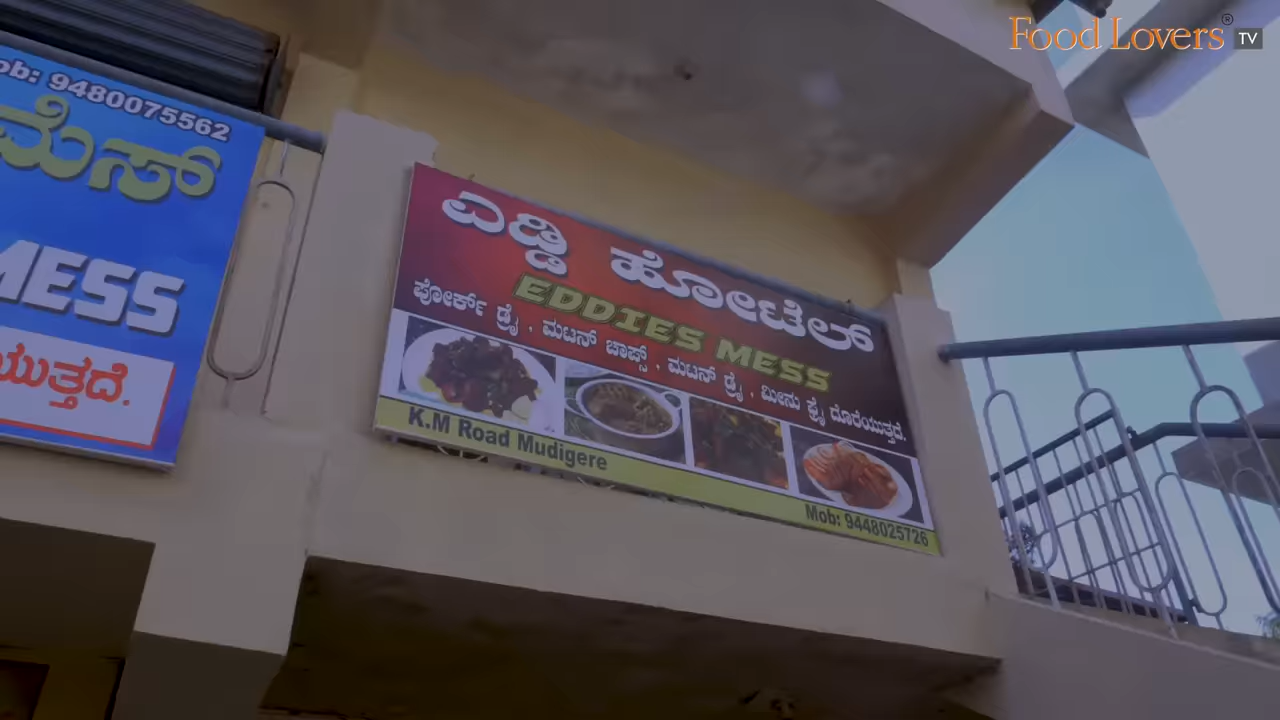 Food Lovers® TV
ob: 9480075562
ಮೆಸ್
MESS
ಯುತ್ತದೆ.
ಎಡ್ಡಿ ಹೋಟೆಲ್
EDDIES MESS
ಪೋರ್ಕ್ ಡ್ರೈ , ಮಟನ್ ಚಾಪ್ಸ್ , ಮಟನ್ ಡ್ರೈ , ಮೀನು ಫ್ರೈ ದೊರೆಯುತ್ತದೆ.
K.M Road Mudigere
Mob: 9448025726